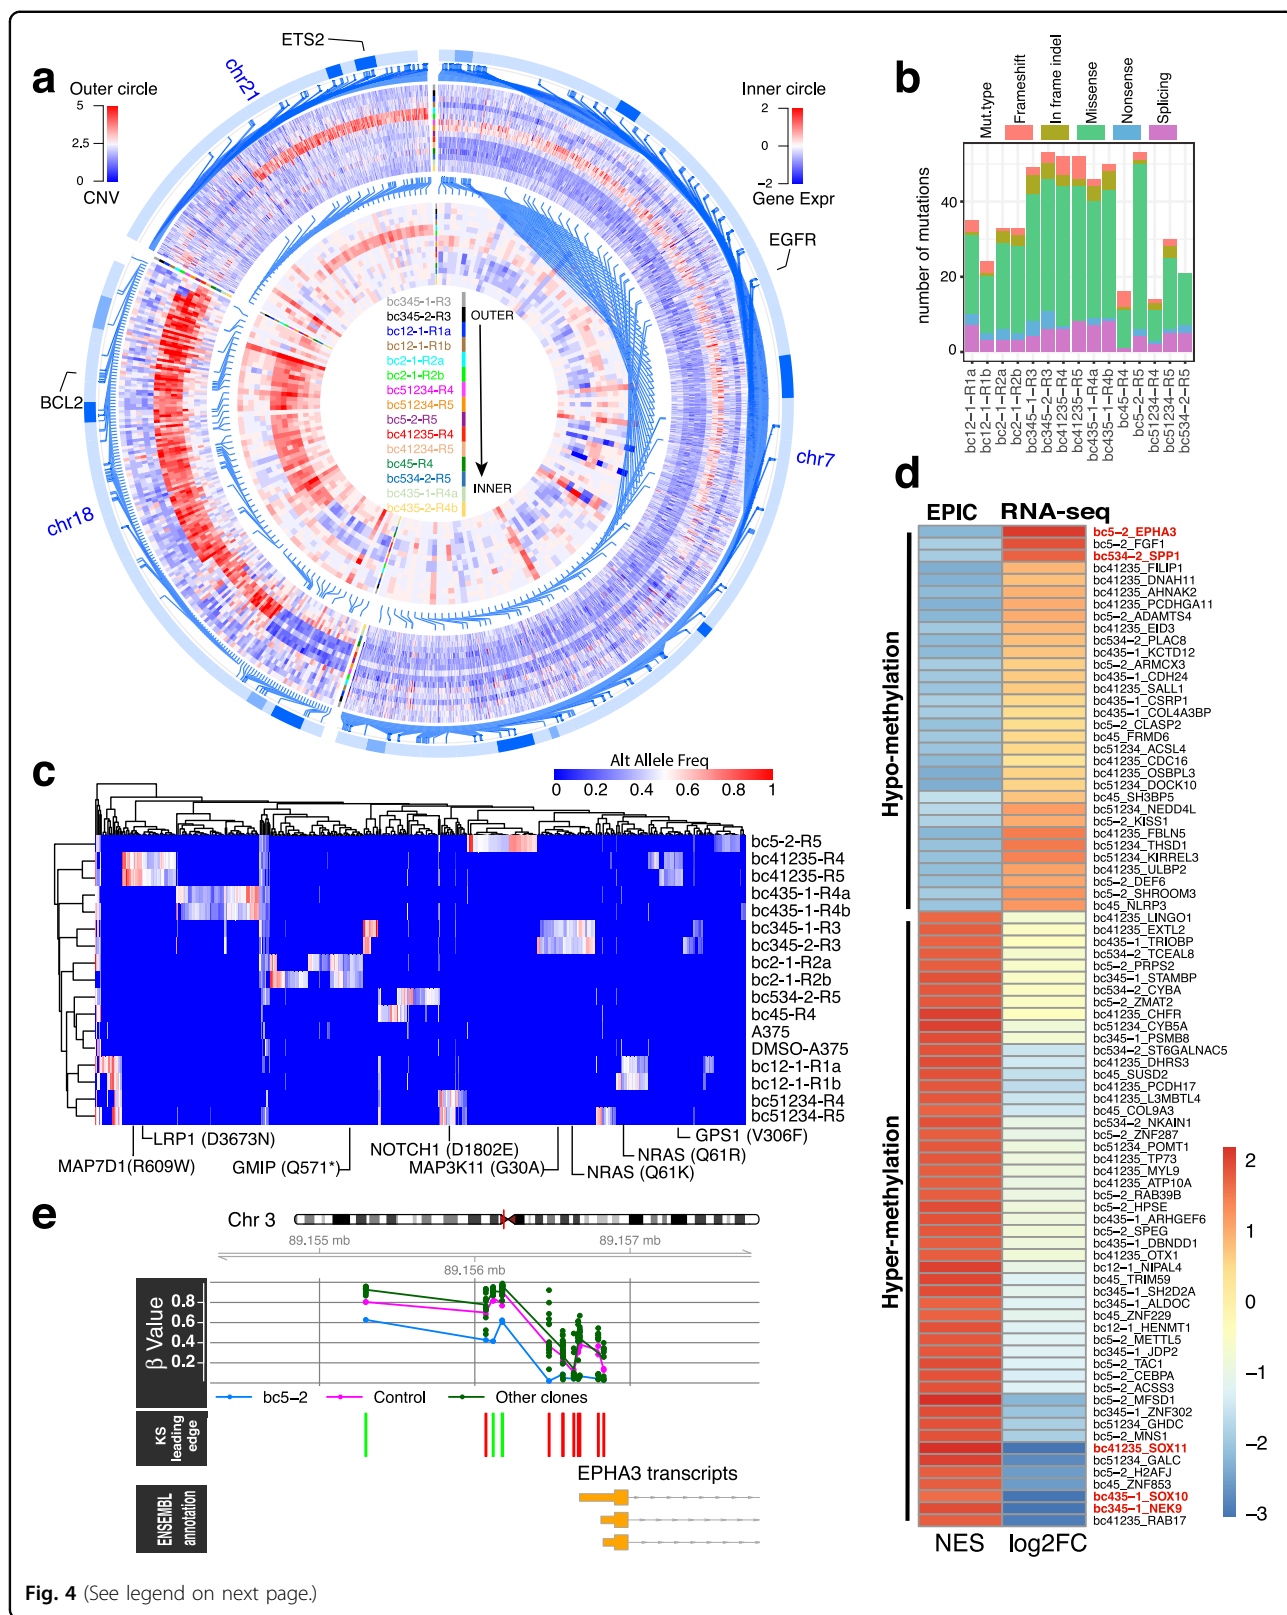 a
ETS2
chr21
Outer circle
5
2.5
0
CNV
Inner circle
2
0
−2
Gene Expr
EGFR
BCL2
chr18
chr7
bc345-1-R3
bc345-2-R3
bc12-1-R1a
bc12-1-R1b
bc2-1-R2a
bc2-1-R2b
bc51234-R4
bc51234-R5
bc5-2-R5
bc41235-R4
bc41234-R5
bc45-R4
bc534-2-R5
bc435-1-R4a
bc435-2-R4b
OUTER
INNER
b
Mut.type
Frameshift
In frame indel
Missense
Nonsense
Splicing
number of mutations
40
20
0
bc12-1-R1a
bc12-1-R1b
bc2-1-R2a
bc2-1-R2b
bc345-1-R3
bc345-2-R3
bc41235-R4
bc41235-R5
bc435-1-R4a
bc435-1-R4b
bc45-R4
bc5-2-R5
bc51234-R4
bc51234-R5
bc534-2-R5
c
Alt Allele Freq
0 0.2 0.4 0.6 0.8 1
bc5-2-R5
bc41235-R4
bc41235-R5
bc435-1-R4a
bc435-1-R4b
bc345-1-R3
bc345-2-R3
bc2-1-R2a
bc2-1-R2b
bc534-2-R5
bc45-R4
A375
DMSO-A375
bc12-1-R1a
bc12-1-R1b
bc51234-R4
bc51234-R5
LRP1 (D3673N)
MAP7D1(R609W)
GMIP (Q571*)
NOTCH1 (D1802E)
MAP3K11 (G30A)
NRAS (Q61K)
NRAS (Q61R)
GPS1 (V306F)
d
EPIC RNA-seq
Hypo-methylation
Hyper-methylation
bc5-2_EPHA3
bc5-2_FGF1
bc534-2_SPP1
bc41235_FILIP1
bc41235_DNAH11
bc41235_AHNAK2
bc41235_PCDHGA11
bc5-2_ADAMTS4
bc41235_EID3
bc534-2_PLAC8
bc435-1_KCTD12
bc5-2_ARMCX3
bc435-1_CDH24
bc41235_SALL1
bc435-1_CSRP1
bc435-1_COL4A3BP
bc5-2_CLASP2
bc45_FRMD6
bc51234_ACSL4
bc41235_CDC16
bc41235_OSBPL3
bc51234_DOCK10
bc45_SH3BP5
bc51234_NEDD4L
bc5-2_KISS1
bc41235_FBLN5
bc51234_THSD1
bc51234_KIRREL3
bc41235_ULBP2
bc5-2_DEF6
bc5-2_SHROOM3
bc45_NLRP3
bc41235_LINGO1
bc41235_EXTL2
bc435-1_TRIOBP
bc534-2_TCEAL8
bc5-2_PRPS2
bc345-1_STAMBP
bc534-2_CYBA
bc5-2_ZMAT2
bc41235_CHFR
bc51234_CYB5A
bc345-1_PSMB8
bc534-2_ST6GALNAC5
bc41235_DHRS3
bc45_SUSD2
bc41235_PCDH17
bc41235_L3MBTL4
bc45_COL9A3
bc534-2_NKAIN1
bc5-2_ZNF287
bc51234_POMT1
bc41235_TP73
bc41235_MYL9
bc41235_ATP10A
bc5-2_RAB39B
bc5-2_HPSE
bc435-1_ARHGEF6
bc5-2_SPEG
bc435-1_DBNDD1
bc41235_OTX1
bc12-1_NIPAL4
bc45_TRIM59
bc345-1_SH2D2A
bc345-1_ALDOC
bc45_ZNF229
bc12-1_HENMT1
bc5-2_METTL5
bc345-1_JDP2
bc5-2_TAC1
bc5-2_CEBPA
bc5-2_ACSS3
bc5-2_MFSD1
bc345-1_ZNF302
bc51234_GHDC
bc5-2_MNS1
bc41235_SOX11
bc51234_GALC
bc5-2_H2AFJ
bc45_ZNF853
bc435-1_SOX10
bc345-1_NEK9
bc41235_RAB17
NES log2FC
2
1
0
−1
−2
−3
e
Chr 3
89.155 mb
89.157 mb
89.156 mb
β Value
0.8
0.6
0.4
0.2
bc5-2 Control Other clones
KS leading edge
EPHA3 transcripts
ENSEMBL annotation
Fig. 4 (See legend on next page.)